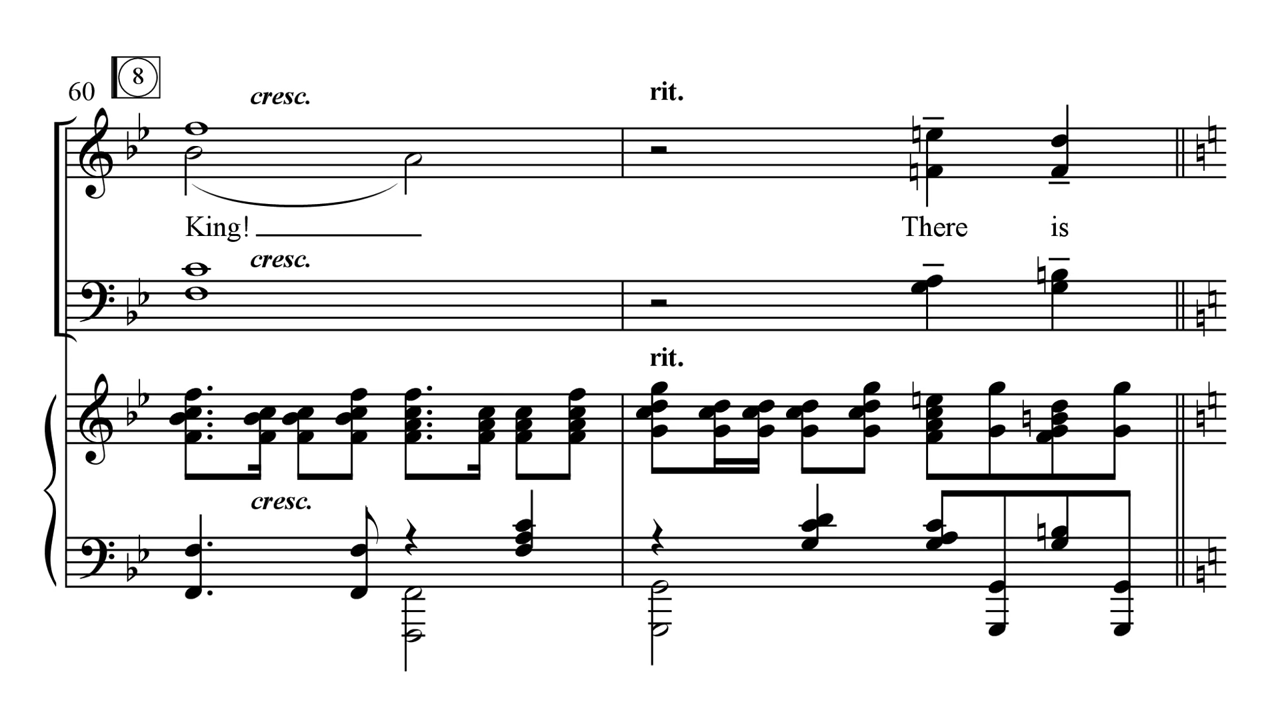 60 8
cresc. rit.
King! There is
cresc.
rit.
cresc.